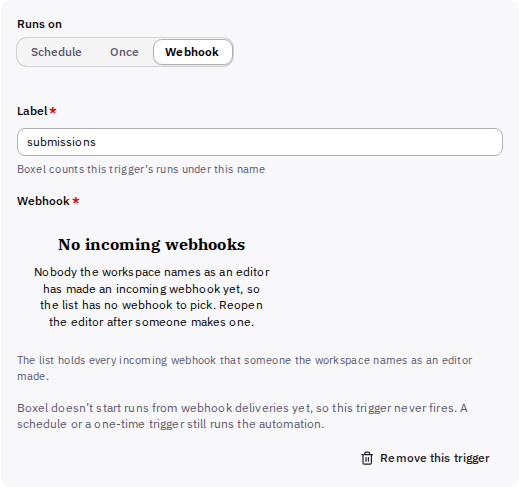 Runs on
Schedule Once Webhook
Label *
submissions
Boxel counts this trigger's runs under this name
Webhook *
No incoming webhooks
Nobody the workspace names as an editor
has made an incoming webhook yet, so
the list has no webhook to pick. Reopen
the editor after someone makes one.
The list holds every incoming webhook that someone the workspace names as an editor
made.
Boxel doesn't start runs from webhook deliveries yet, so this trigger never fires. A
schedule or a one-time trigger still runs the automation.
Remove this trigger